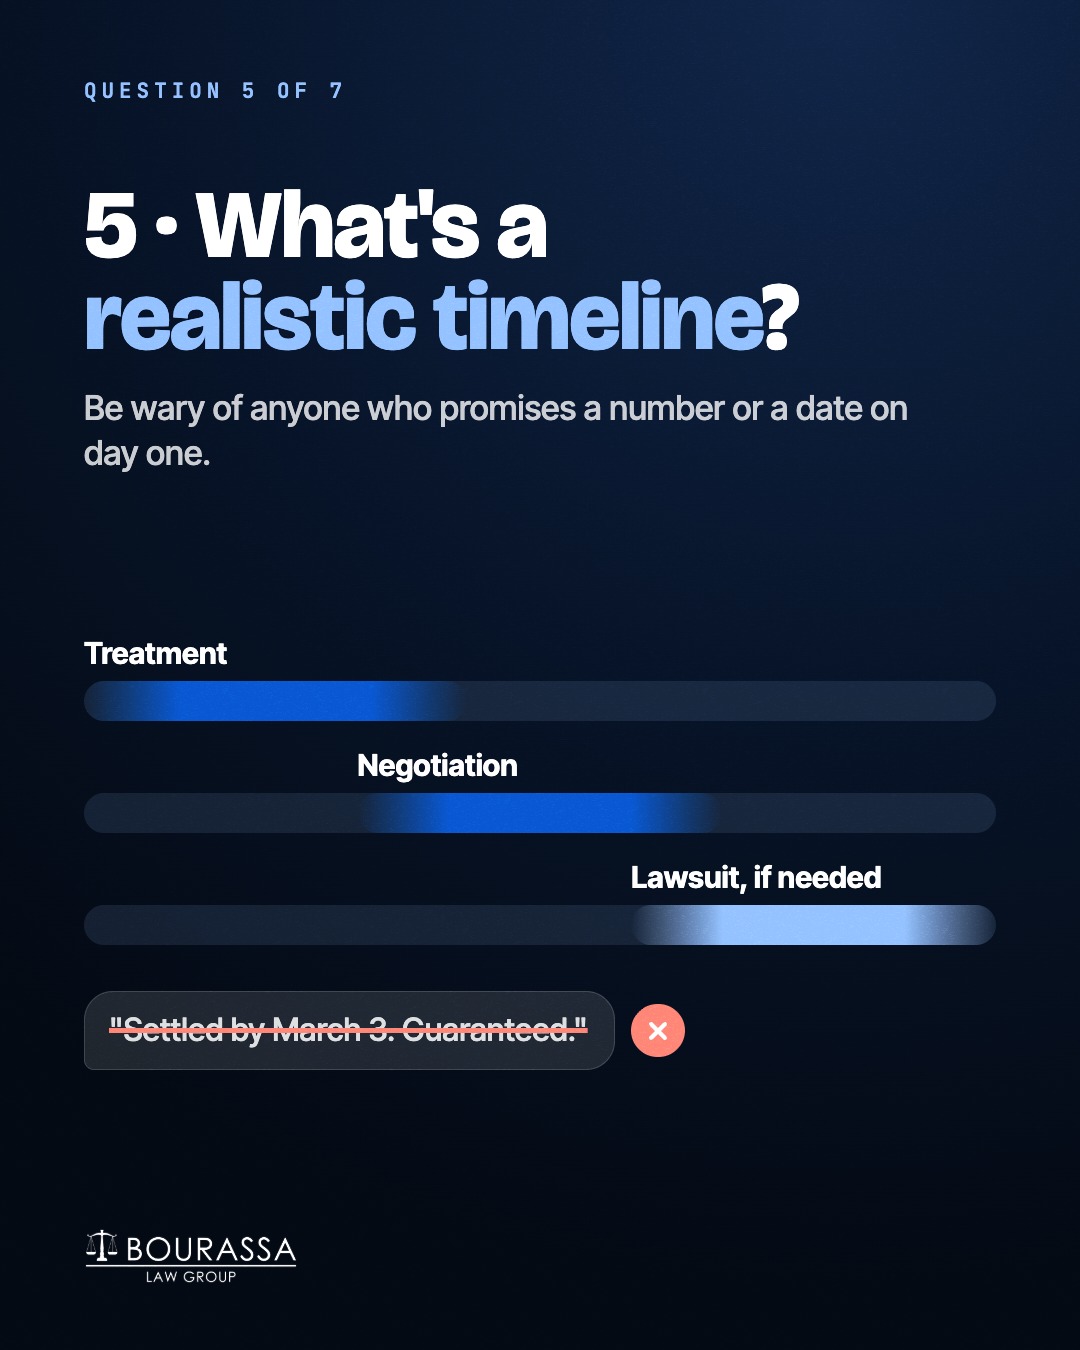 QUESTION 5 OF 7
5 · What's a
realistic timeline?
Be wary of anyone who promises a number or a date on
day one.
Treatment
Negotiation
Lawsuit, if needed
"Settled by March 3. Guaranteed."
BOURASSA
LAW GROUP